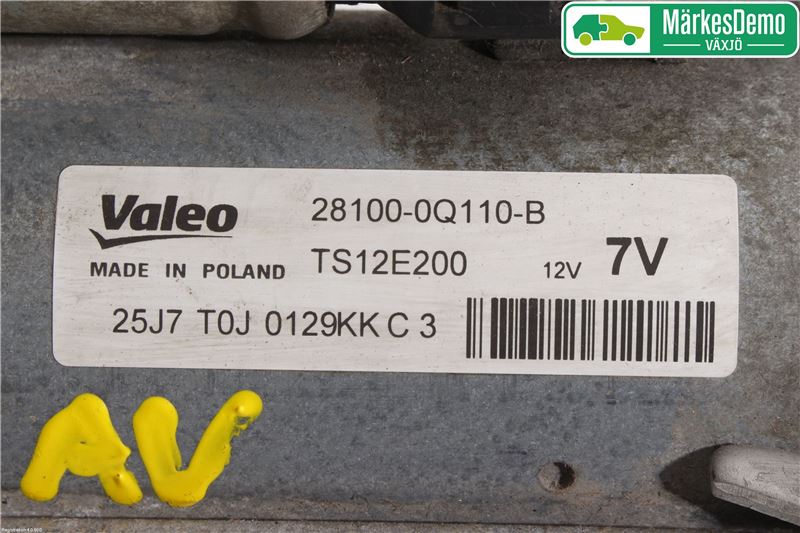 MärkesDemo
VÄXJÖ
Valeo 28100-0Q110-B
MADE IN POLAND TS12E200 12V 7V
25J7 T0J 0129KK C 3
AV